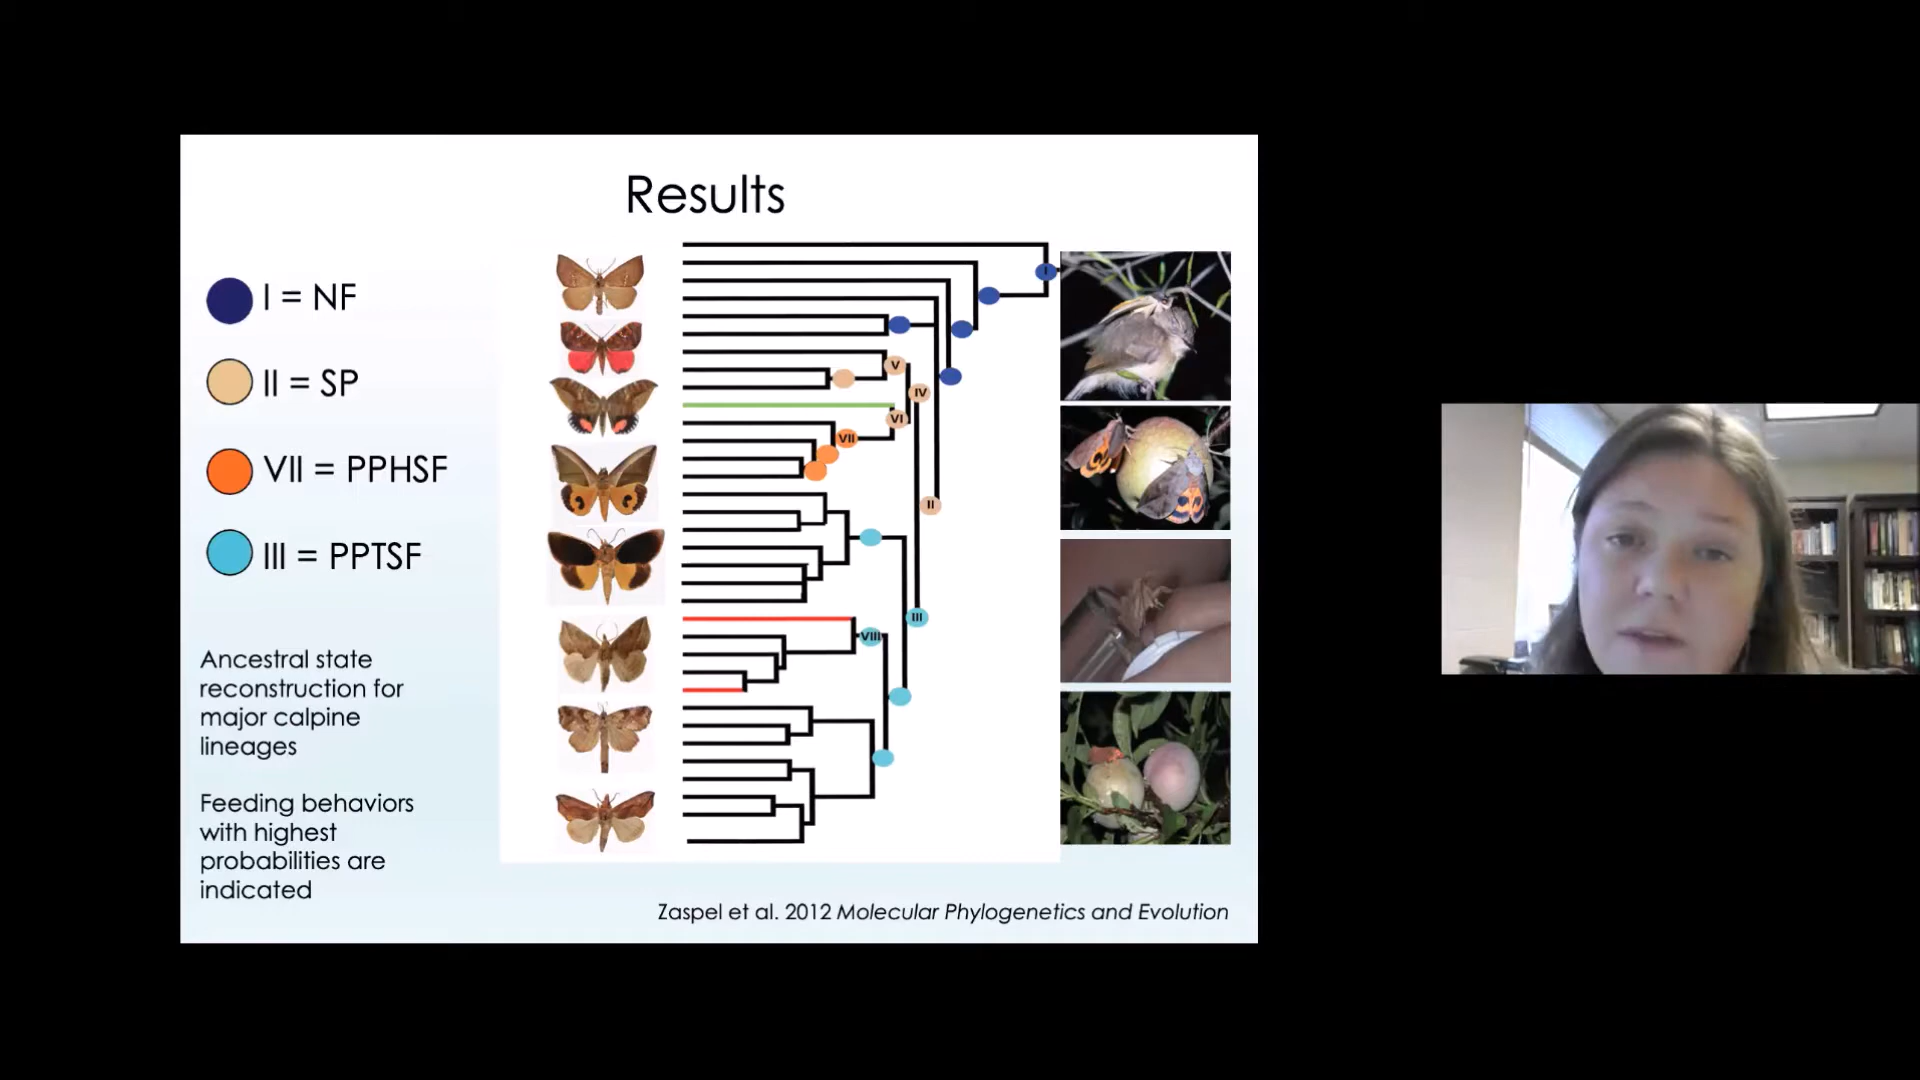 Results
I = NF
II = SP
VII = PPHSF
III = PPTSF
Ancestral state
reconstruction for
major calpine
lineages
Feeding behaviors
with highest
probabilities are
indicated
I
V
IV
VI
VII
II
III
VIII
Zaspel et al. 2012 Molecular Phylogenetics and Evolution